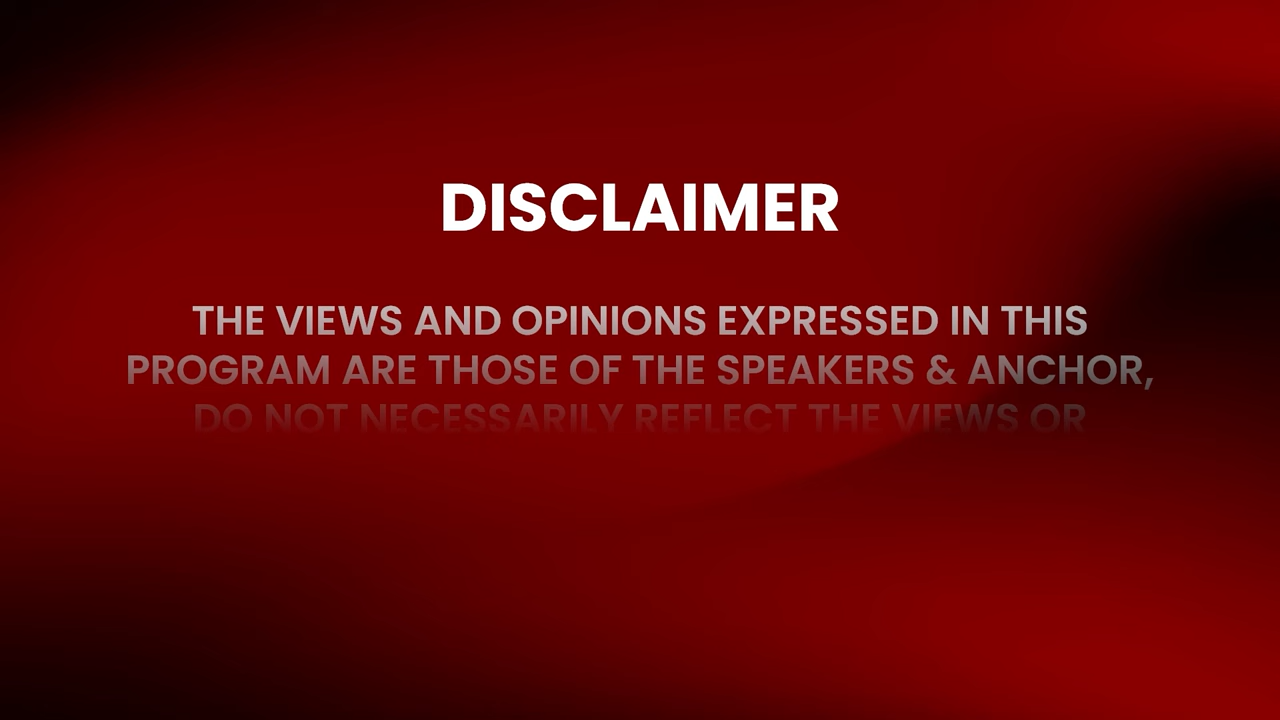 DISCLAIMER
THE VIEWS AND OPINIONS EXPRESSED IN THIS
PROGRAM ARE THOSE OF THE SPEAKERS & ANCHOR,
DO NOT NECESSARILY REFLECT THE VIEWS OR